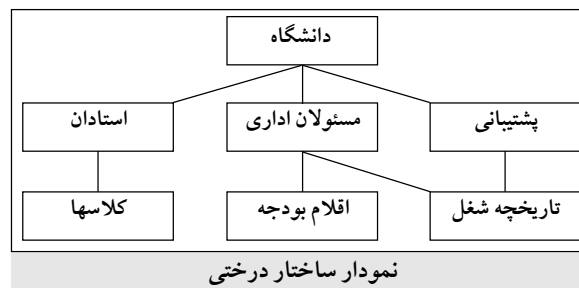 دانشگاه
پشتیبانی
مسئولان اداری
استادان
تاریخچه شغل
اقلام بودجه
کلاسها
نمودار ساختار درختی